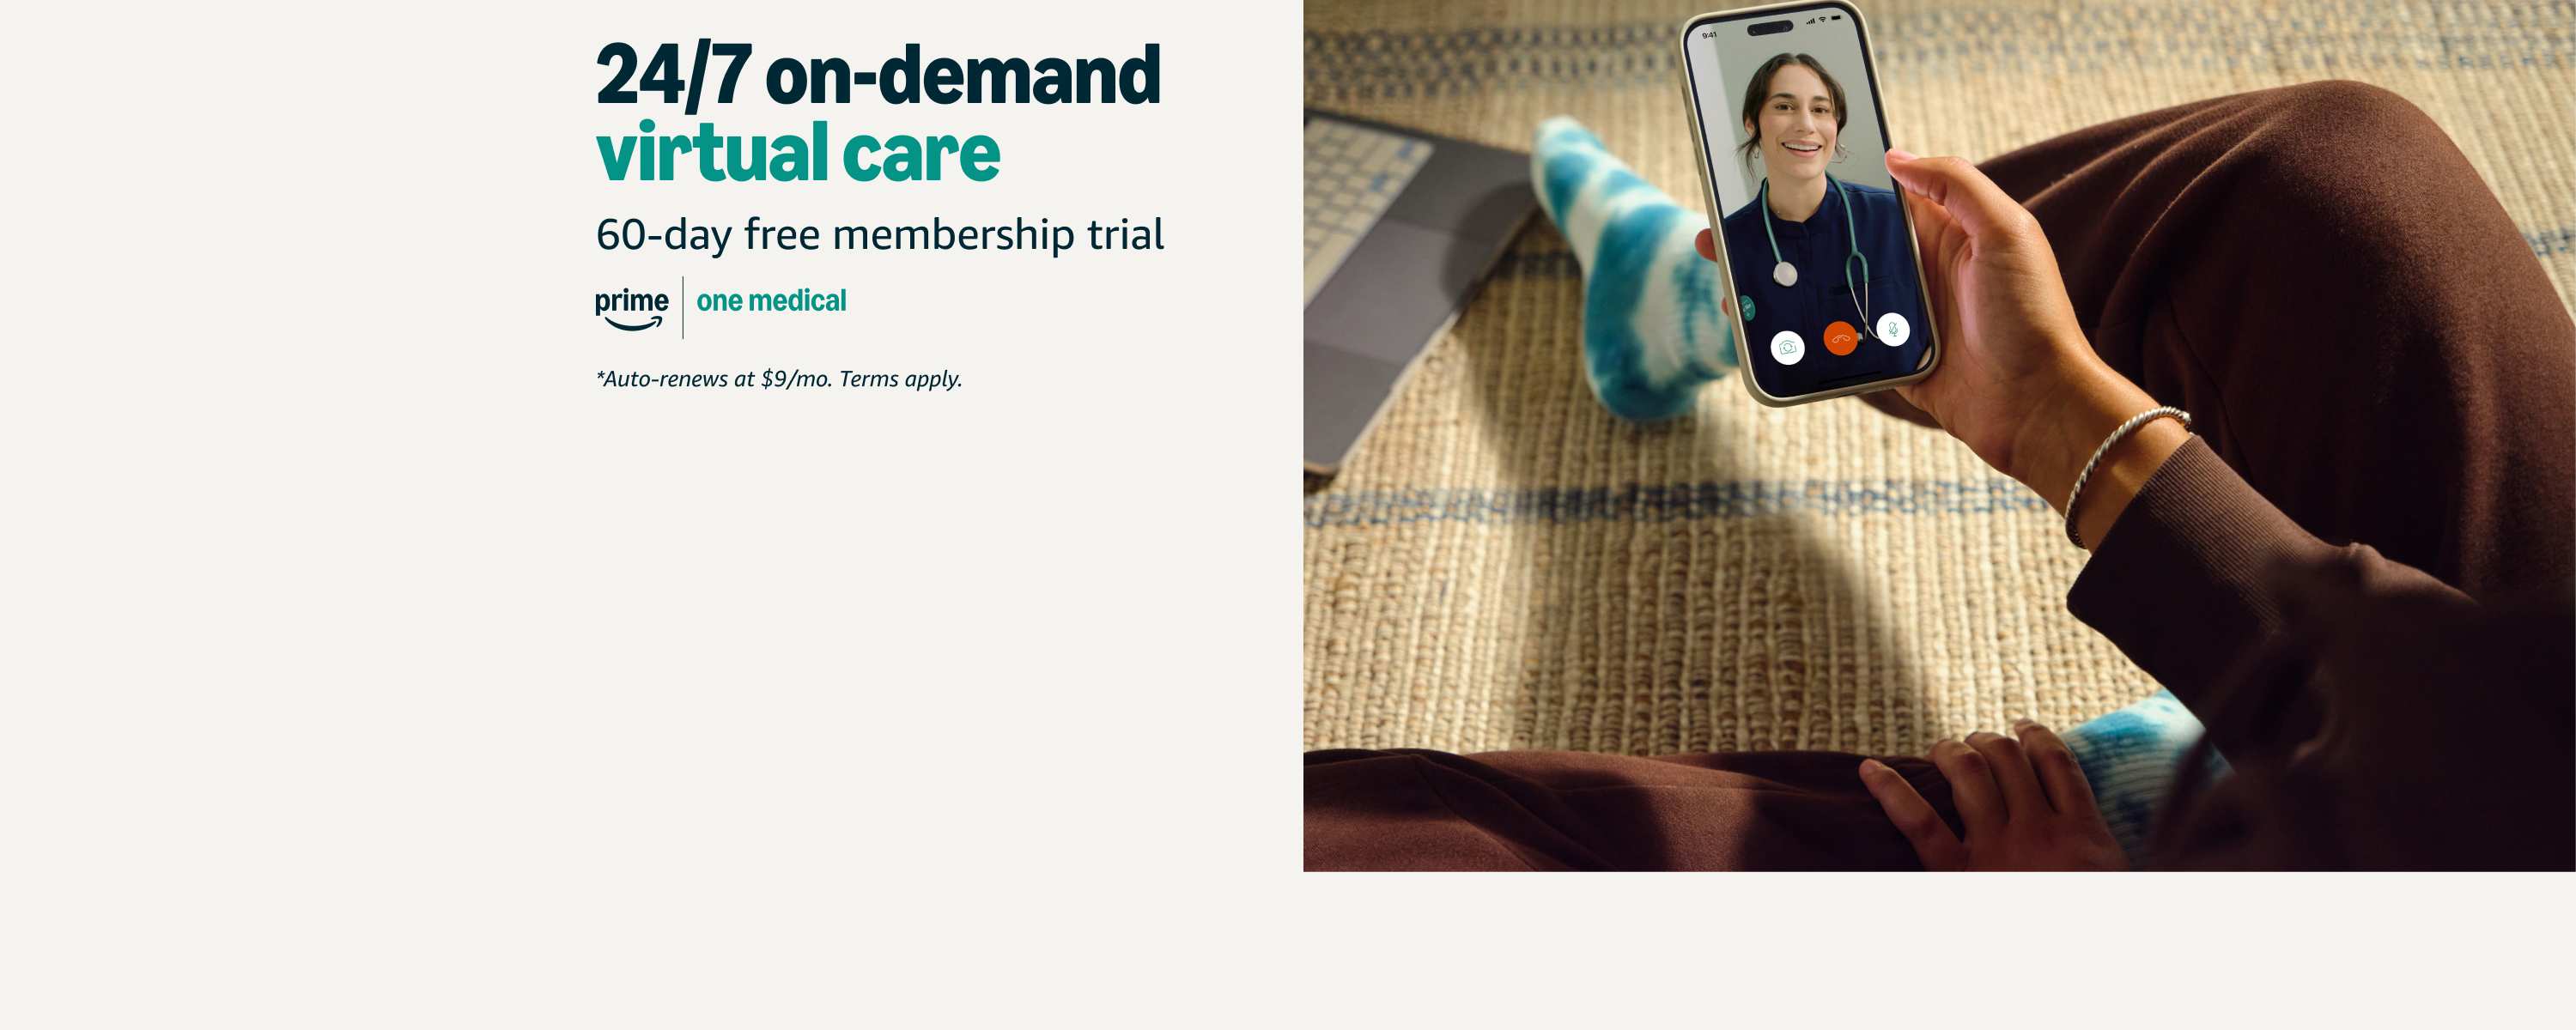 24/7 on-demand
virtual care
60-day free membership trial
prime
one medical
*Auto-renews at $9/mo. Terms apply.
9:41